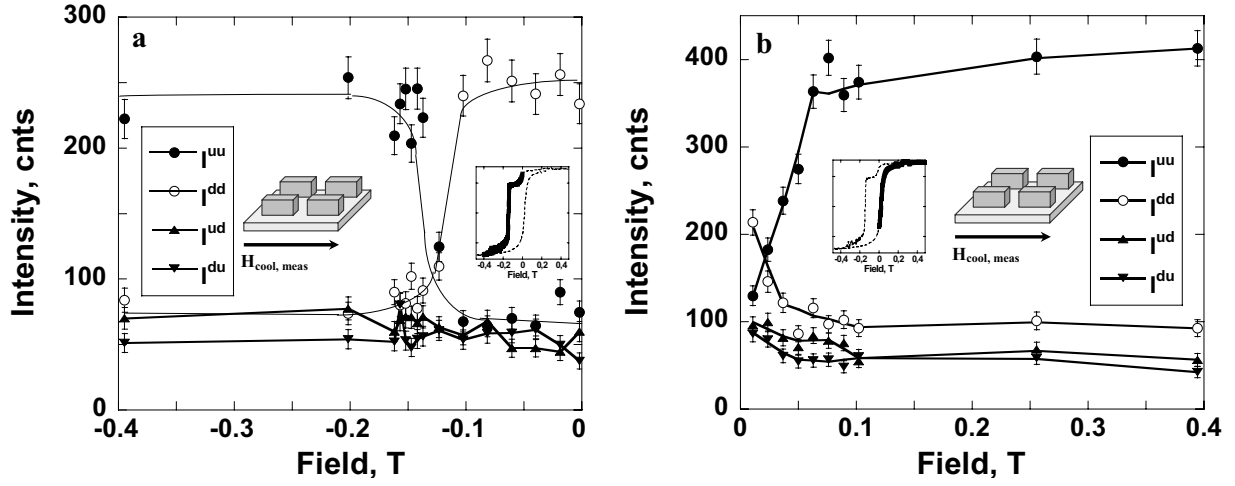 a
300
200
100
0
Intensity, cnts
I^uu
I^dd
I^ud
I^du
H_cool, meas
-0,4 -0,2 0 0,2 0,4
Field, T
-0.4 -0.3 -0.2 -0.1 0
Field, T
b
400
300
200
100
0
Intensity, cnts
-0,4 -0,2 0 0,2 0,4
Field, T
H_cool, meas
I^uu
I^dd
I^ud
I^du
0 0.1 0.2 0.3 0.4
Field, T